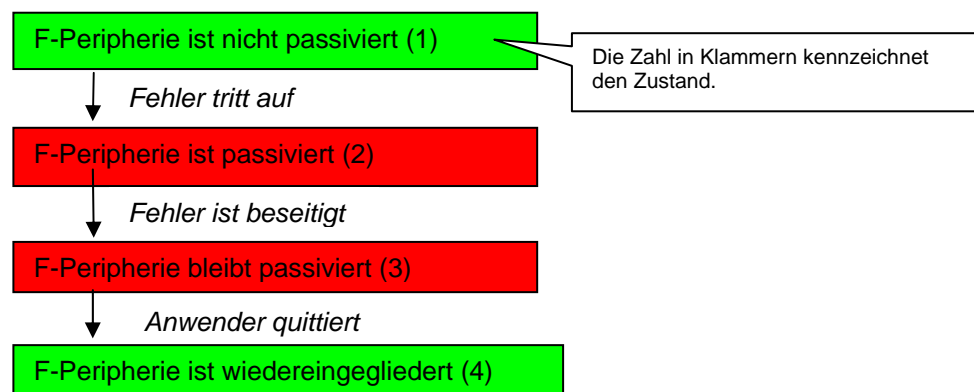 F-Peripherie ist nicht passiviert (1)
Die Zahl in Klammern kennzeichnet
den Zustand.
Fehler tritt auf
F-Peripherie ist passiviert (2)
Fehler ist beseitigt
F-Peripherie bleibt passiviert (3)
Anwender quittiert
F-Peripherie ist wiedereingegliedert (4)